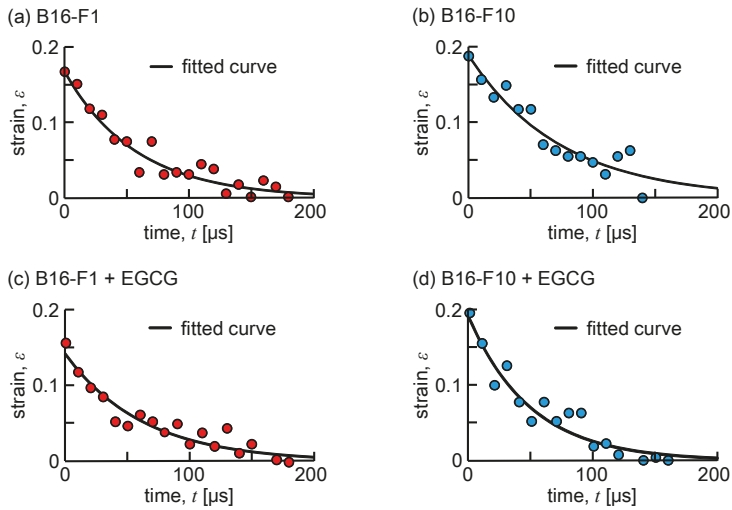 (a) B16-F1
strain, ε
0.2
0.1
0
fitted curve
0
100
200
time, t [µs]
(b) B16-F10
strain, ε
0.2
0.1
0
fitted curve
0
100
200
time, t [µs]
(c) B16-F1 + EGCG
strain, ε
0.2
0.1
0
fitted curve
0
100
200
time, t [µs]
(d) B16-F10 + EGCG
strain, ε
0.2
0.1
0
fitted curve
0
100
200
time, t [µs]